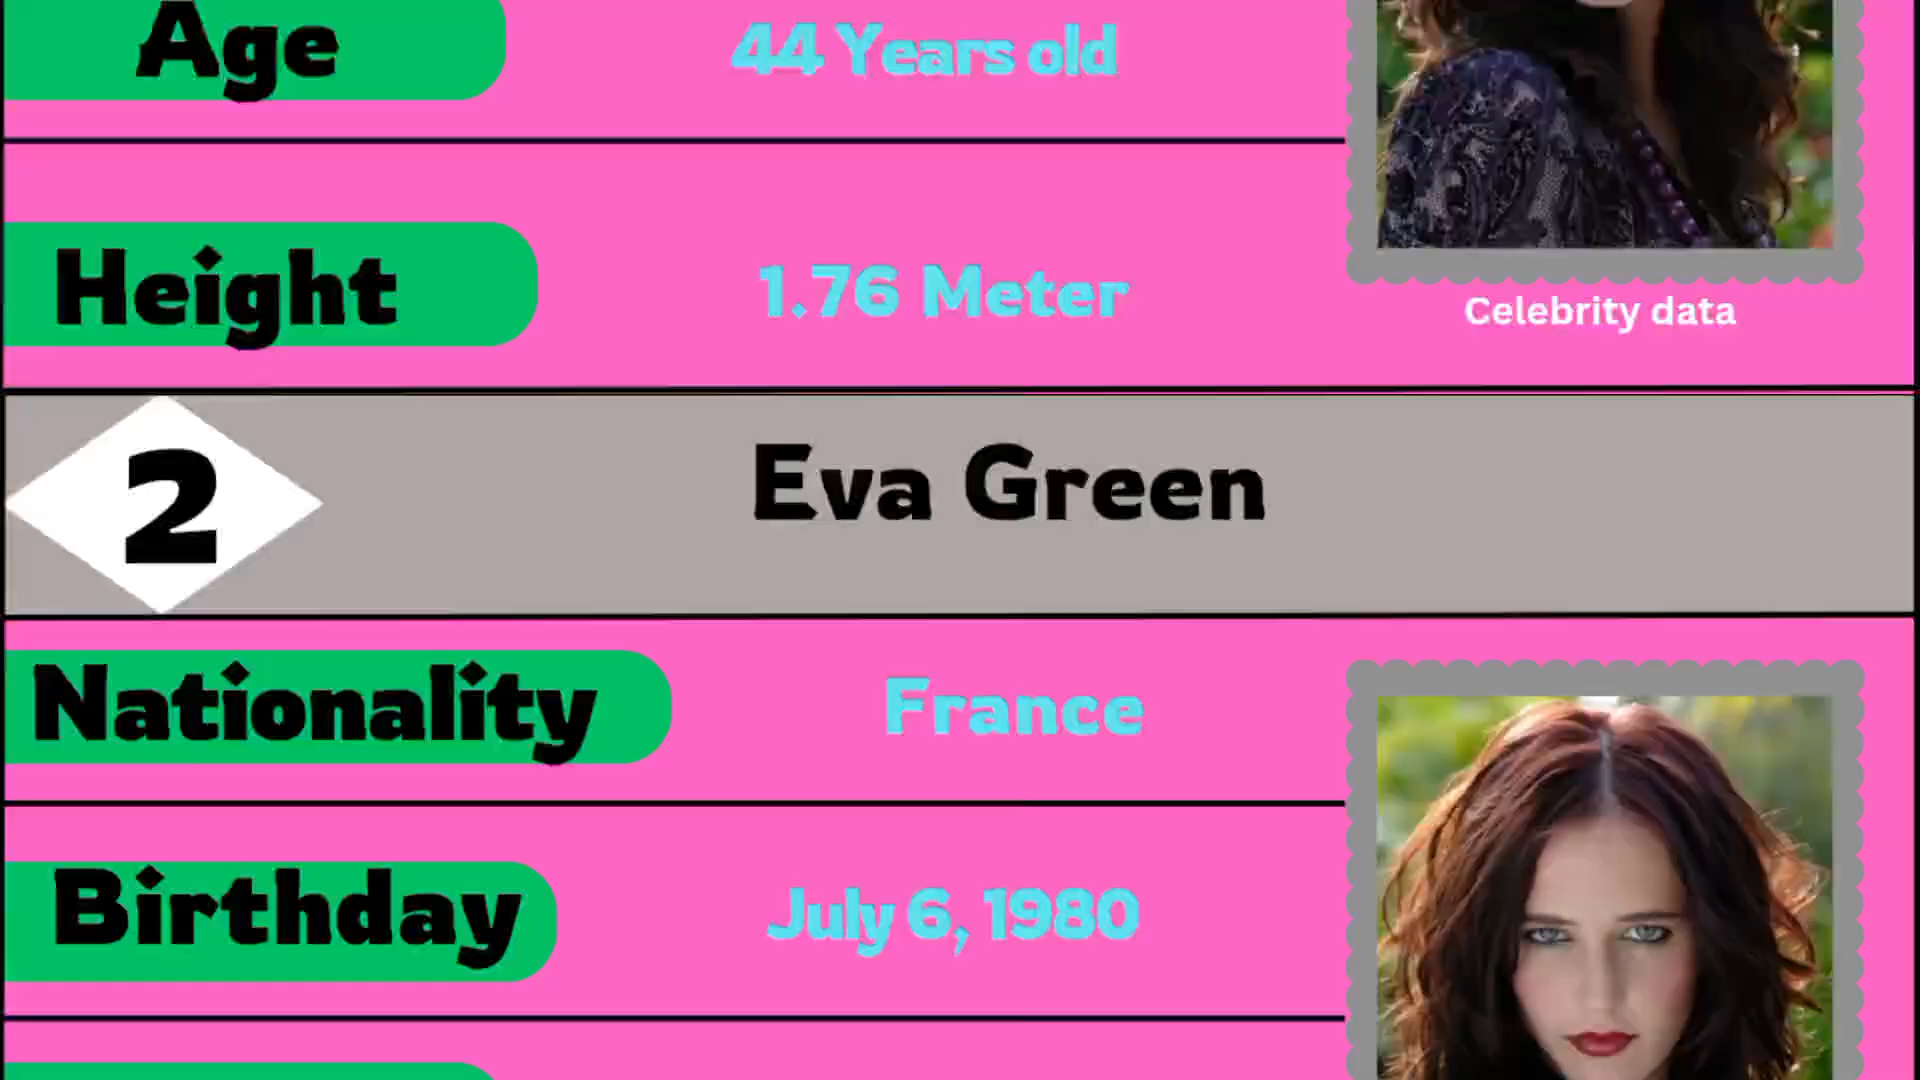 Age
44 Years old
Height
1.76 Meter
Celebrity data
2
Eva Green
Nationality
France
Birthday
July 6, 1980